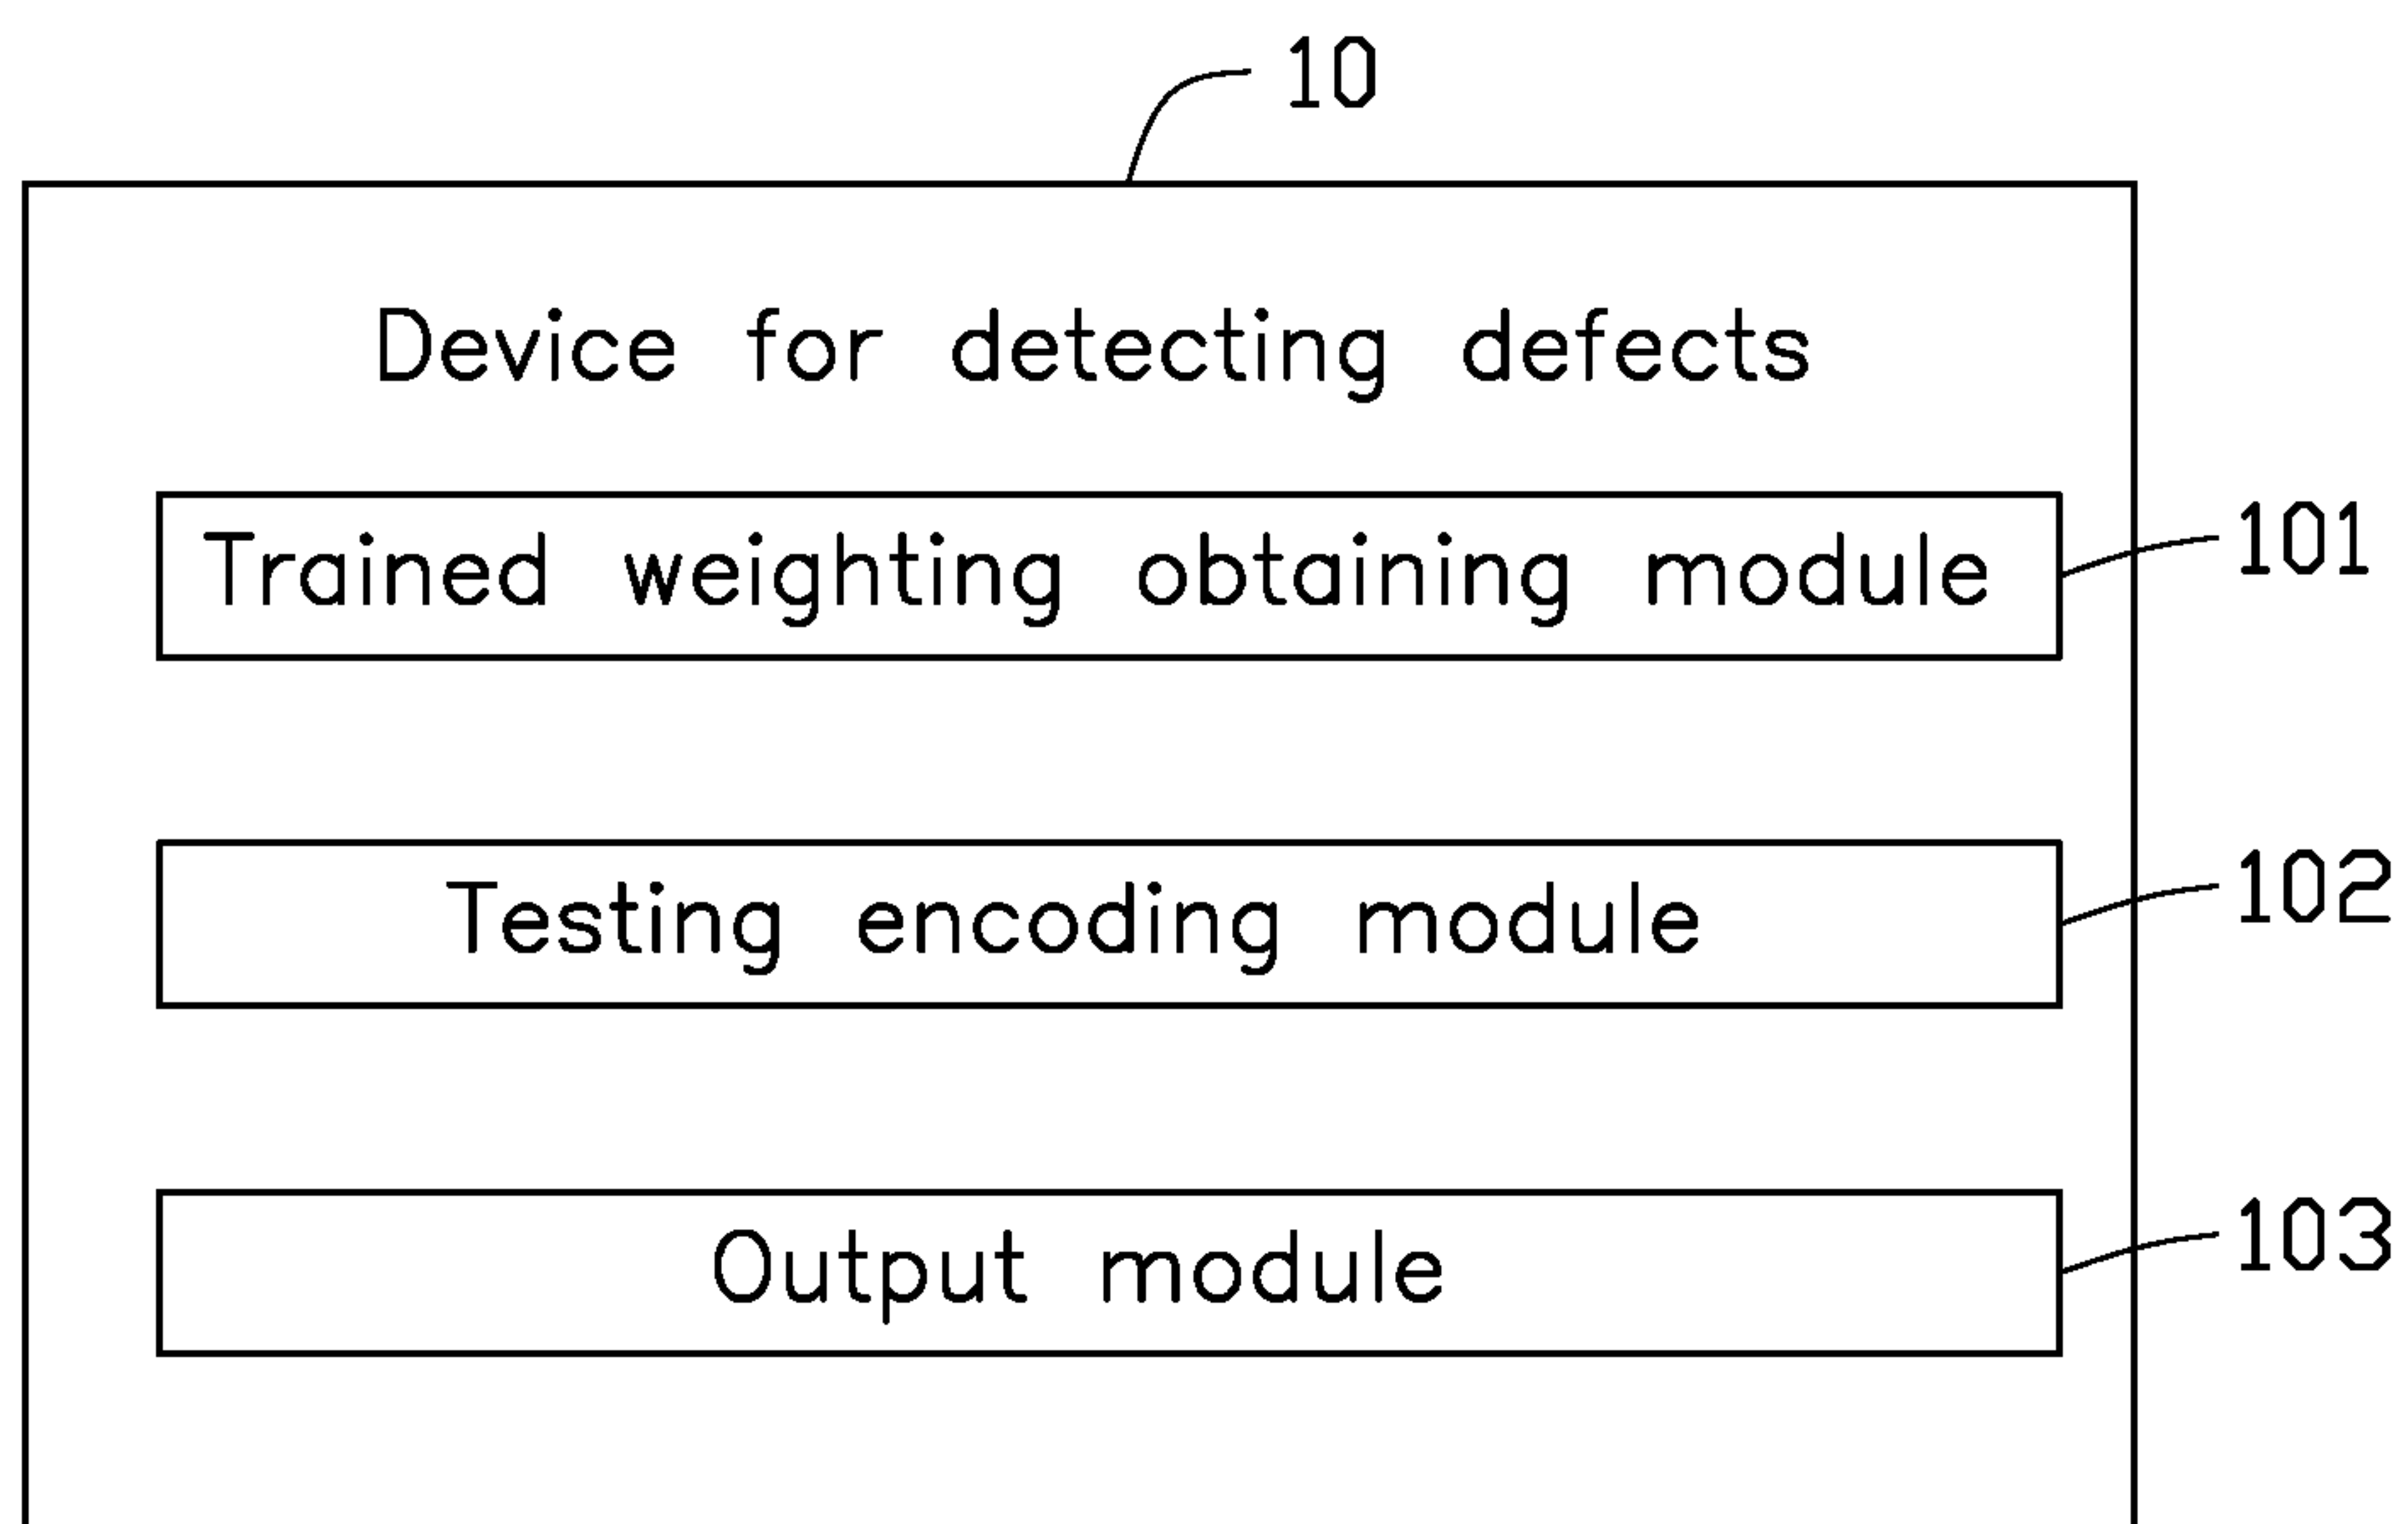 10
Device for detecting defects
Trained weighting obtaining module
101
Testing encoding module
102
Output module
103